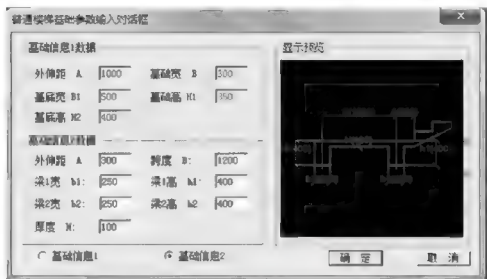 普通楼梯基础参数输入对话框
基础信息1数据
外伸距 A 1000 基础宽 B 300
基底宽 B1 500 基础高 H1 350
基底高 H2 400
基础信息2数据
外伸距 A 900 跨度 B: 1200
梁1宽 b1: 250 梁1高 h1: 400
梁2宽 b2: 250 梁2高 h2 400
厚度 H: 100
基础信息1 基础信息2
显示预览
确 定 取 消